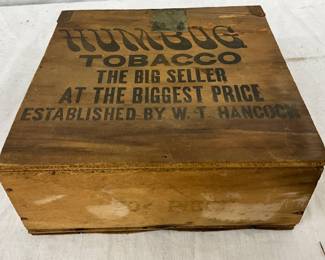 HUMBUG
TOBACCO
THE BIG SELLER
AT THE BIGGEST PRICE
ESTABLISHED BY W. T. HANCOCK